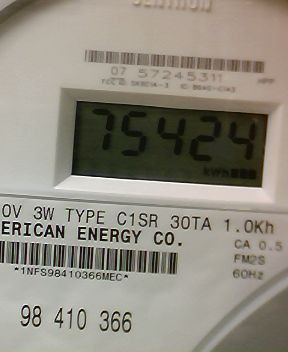 CENTRON
07 57245311
75424
kWh
0V 3W TYPE C1SR 30TA 1.0Kh
ERICAN ENERGY CO.
CA 0.5
FM2S
60Hz
*1NFS98410366MEC*
98 410 366